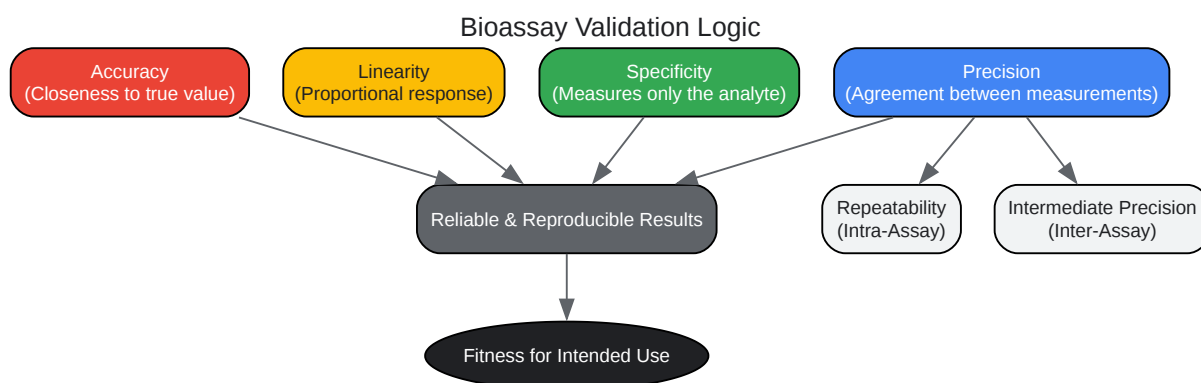 Bioassay Validation Logic
Accuracy
(Closeness to true value)
Linearity
(Proportional response)
Specificity
(Measures only the analyte)
Precision
(Agreement between measurements)
Reliable & Reproducible Results
Repeatability
(Intra-Assay)
Intermediate Precision
(Inter-Assay)
Fitness for Intended Use